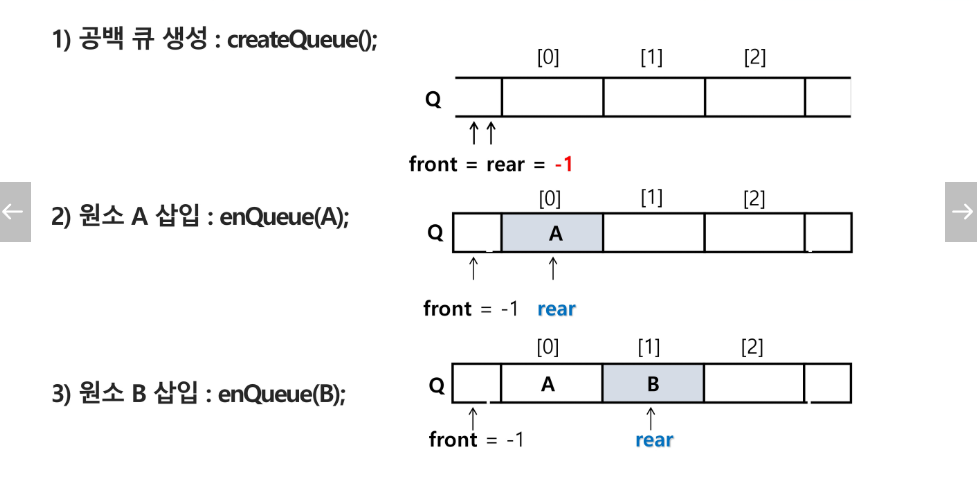 1) 공백 큐 생성 : createQueue();
[0] [1] [2]
Q
front = rear = -1
2) 원소 A 삽입 : enQueue(A);
[0] [1] [2]
Q A
front = -1 rear
3) 원소 B 삽입 : enQueue(B);
[0] [1] [2]
Q A B
front = -1 rear